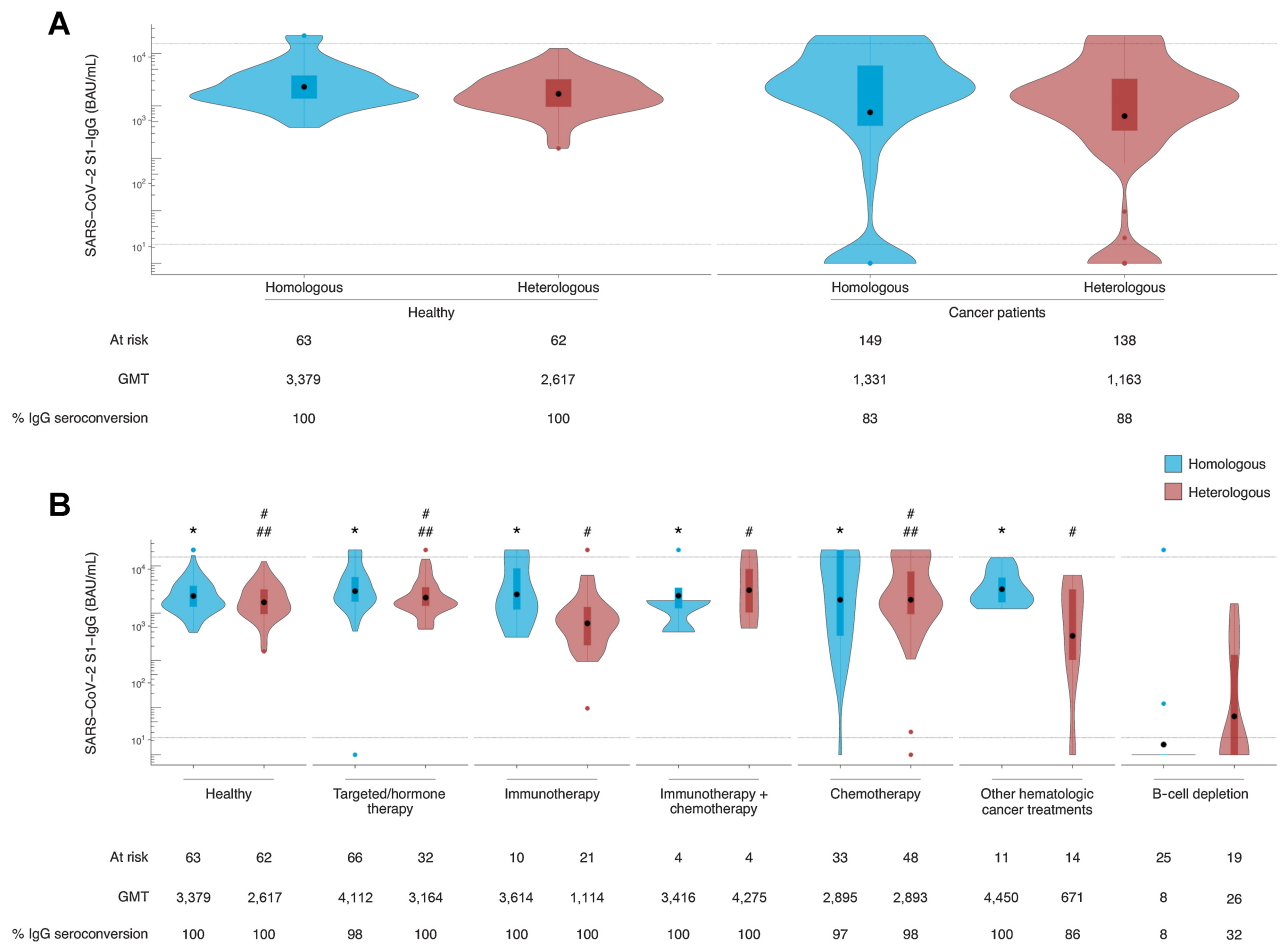 A
SARS–CoV–2 S1–IgG (BAU/mL)
10⁴
10³
10²
10¹
Homologous Heterologous Homologous Heterologous
Healthy Cancer patients
At risk 63 62 149 138
GMT 3,379 2,617 1,331 1,163
% IgG seroconversion 100 100 83 88
Homologous
Heterologous
B
# # #
* ## * ## * # * # * ## * #
SARS–CoV–2 S1–IgG (BAU/mL)
10⁴
10³
10²
10¹
Healthy Targeted/hormone Immunotherapy Immunotherapy + Chemotherapy Other hematologic B-cell depletion
therapy chemotherapy cancer treatments
At risk 63 62 66 32 10 21 4 4 33 48 11 14 25 19
GMT 3,379 2,617 4,112 3,164 3,614 1,114 3,416 4,275 2,895 2,893 4,450 671 8 26
% IgG seroconversion 100 100 98 100 100 100 100 100 97 98 100 86 8 32